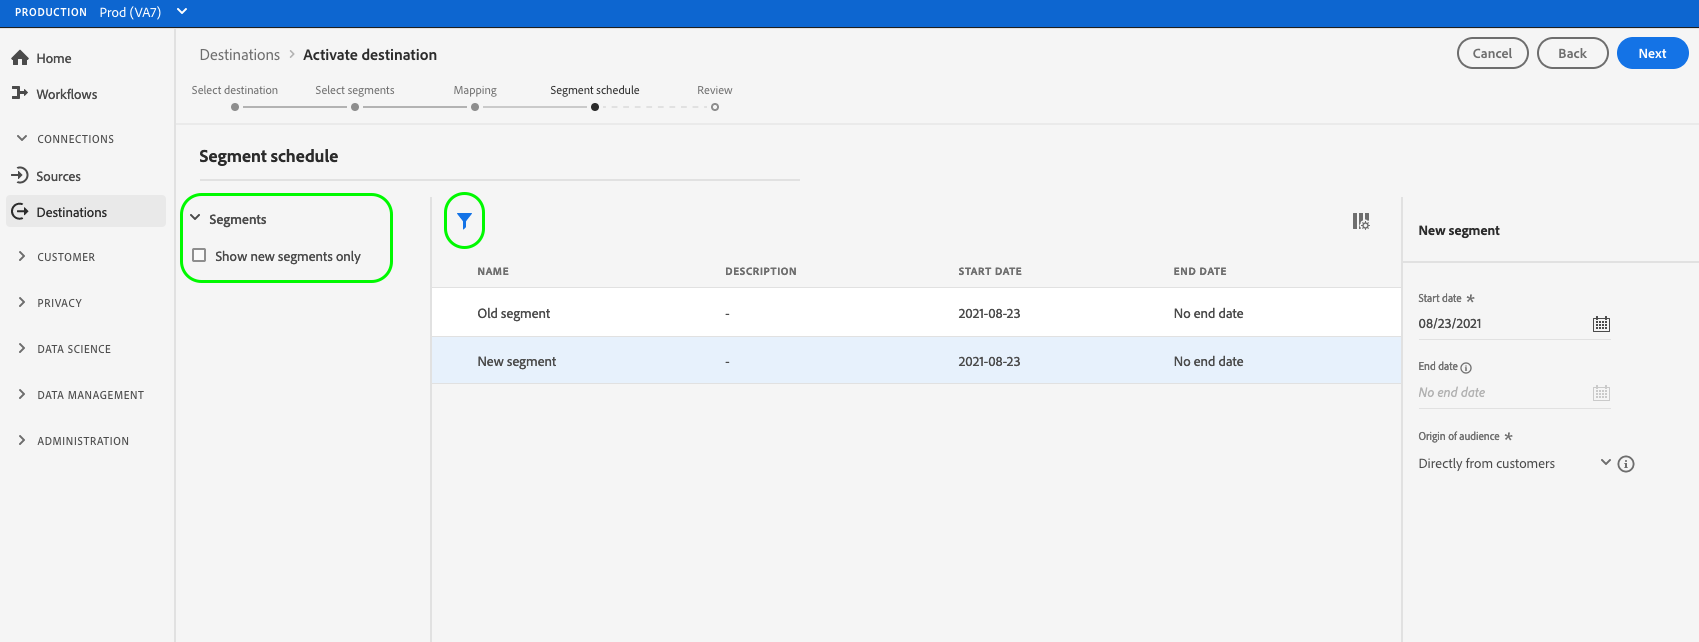 PRODUCTION Prod (VA7)
Home
Workflows
CONNECTIONS
Sources
Destinations
CUSTOMER
PRIVACY
DATA SCIENCE
DATA MANAGEMENT
ADMINISTRATION
Destinations > Activate destination
Cancel Back Next
Select destination Select segments Mapping Segment schedule Review
Segment schedule
Segments
Show new segments only
NAME DESCRIPTION START DATE END DATE
Old segment - 2021-08-23 No end date
New segment - 2021-08-23 No end date
New segment
Start date *
08/23/2021
End date
No end date
Origin of audience *
Directly from customers